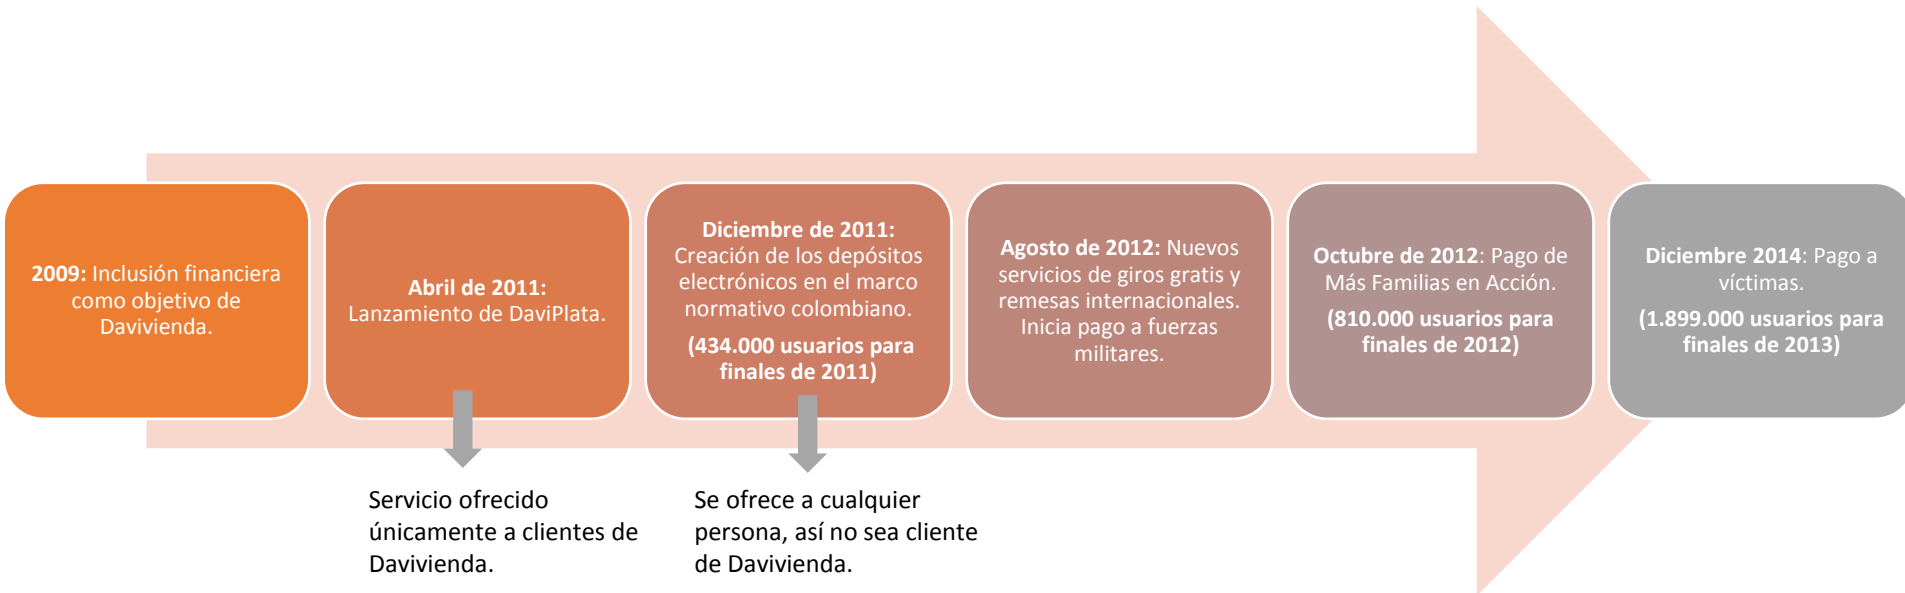 2009: Inclusión financiera
como objetivo de
Davivienda.
Abril de 2011:
Lanzamiento de DaviPlata.
Diciembre de 2011:
Creación de los depósitos
electrónicos en el marco
normativo colombiano.
(434.000 usuarios para
finales de 2011)
Agosto de 2012: Nuevos
servicios de giros gratis y
remesas internacionales.
Inicia pago a fuerzas
militares.
Octubre de 2012: Pago de
Más Familias en Acción.
(810.000 usuarios para
finales de 2012)
Diciembre 2014: Pago a
víctimas.
(1.899.000 usuarios para
finales de 2013)
Servicio ofrecido
únicamente a clientes de
Davivienda.
Se ofrece a cualquier
persona, así no sea cliente
de Davivienda.